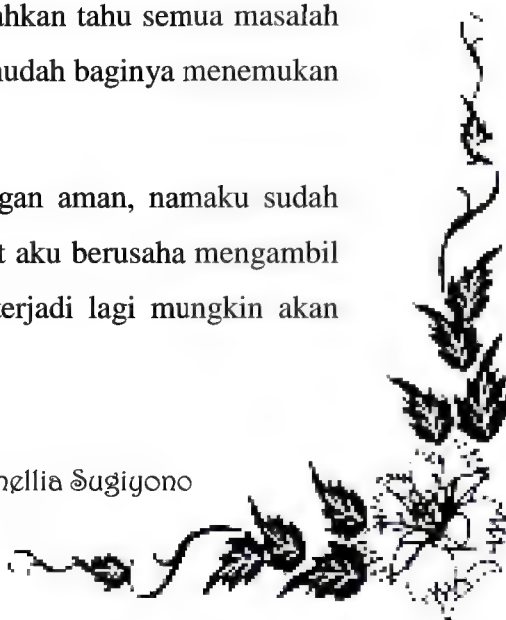 ahkan tahu semua masalah
udah baginya menemukan
gan aman, namaku sudah
t aku berusaha mengambil
terjadi lagi mungkin akan
ellia Sugiyono